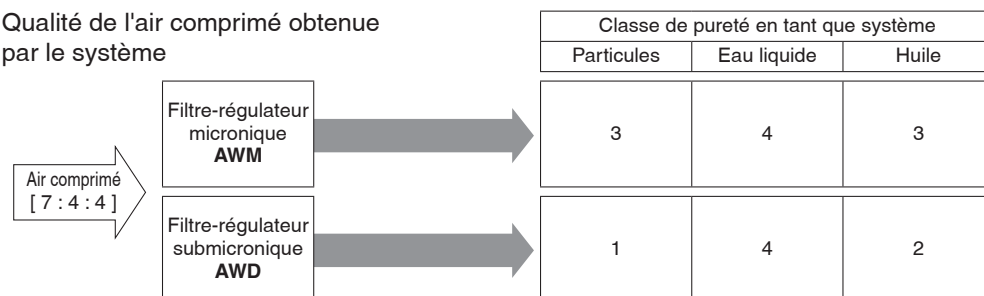 Qualité de l'air comprimé obtenue
par le système
Classe de pureté en tant que système
Particules Eau liquide Huile
Air comprimé
[ 7 : 4 : 4 ]
Filtre-régulateur
micronique
AWM
3 4 3
Filtre-régulateur
submicronique
AWD
1 4 2